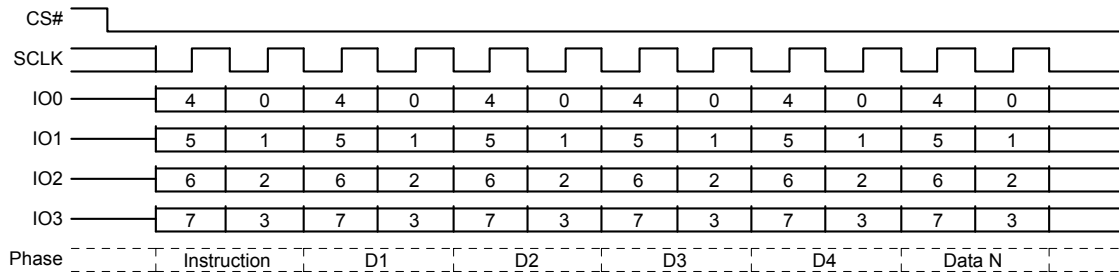 CS#
SCLK
IO0 4 0 4 0 4 0 4 0 4 0 4 0
IO1 5 1 5 1 5 1 5 1 5 1 5 1
IO2 6 2 6 2 6 2 6 2 6 2 6 2
IO3 7 3 7 3 7 3 7 3 7 3 7 3
Phase Instruction D1 D2 D3 D4 Data N